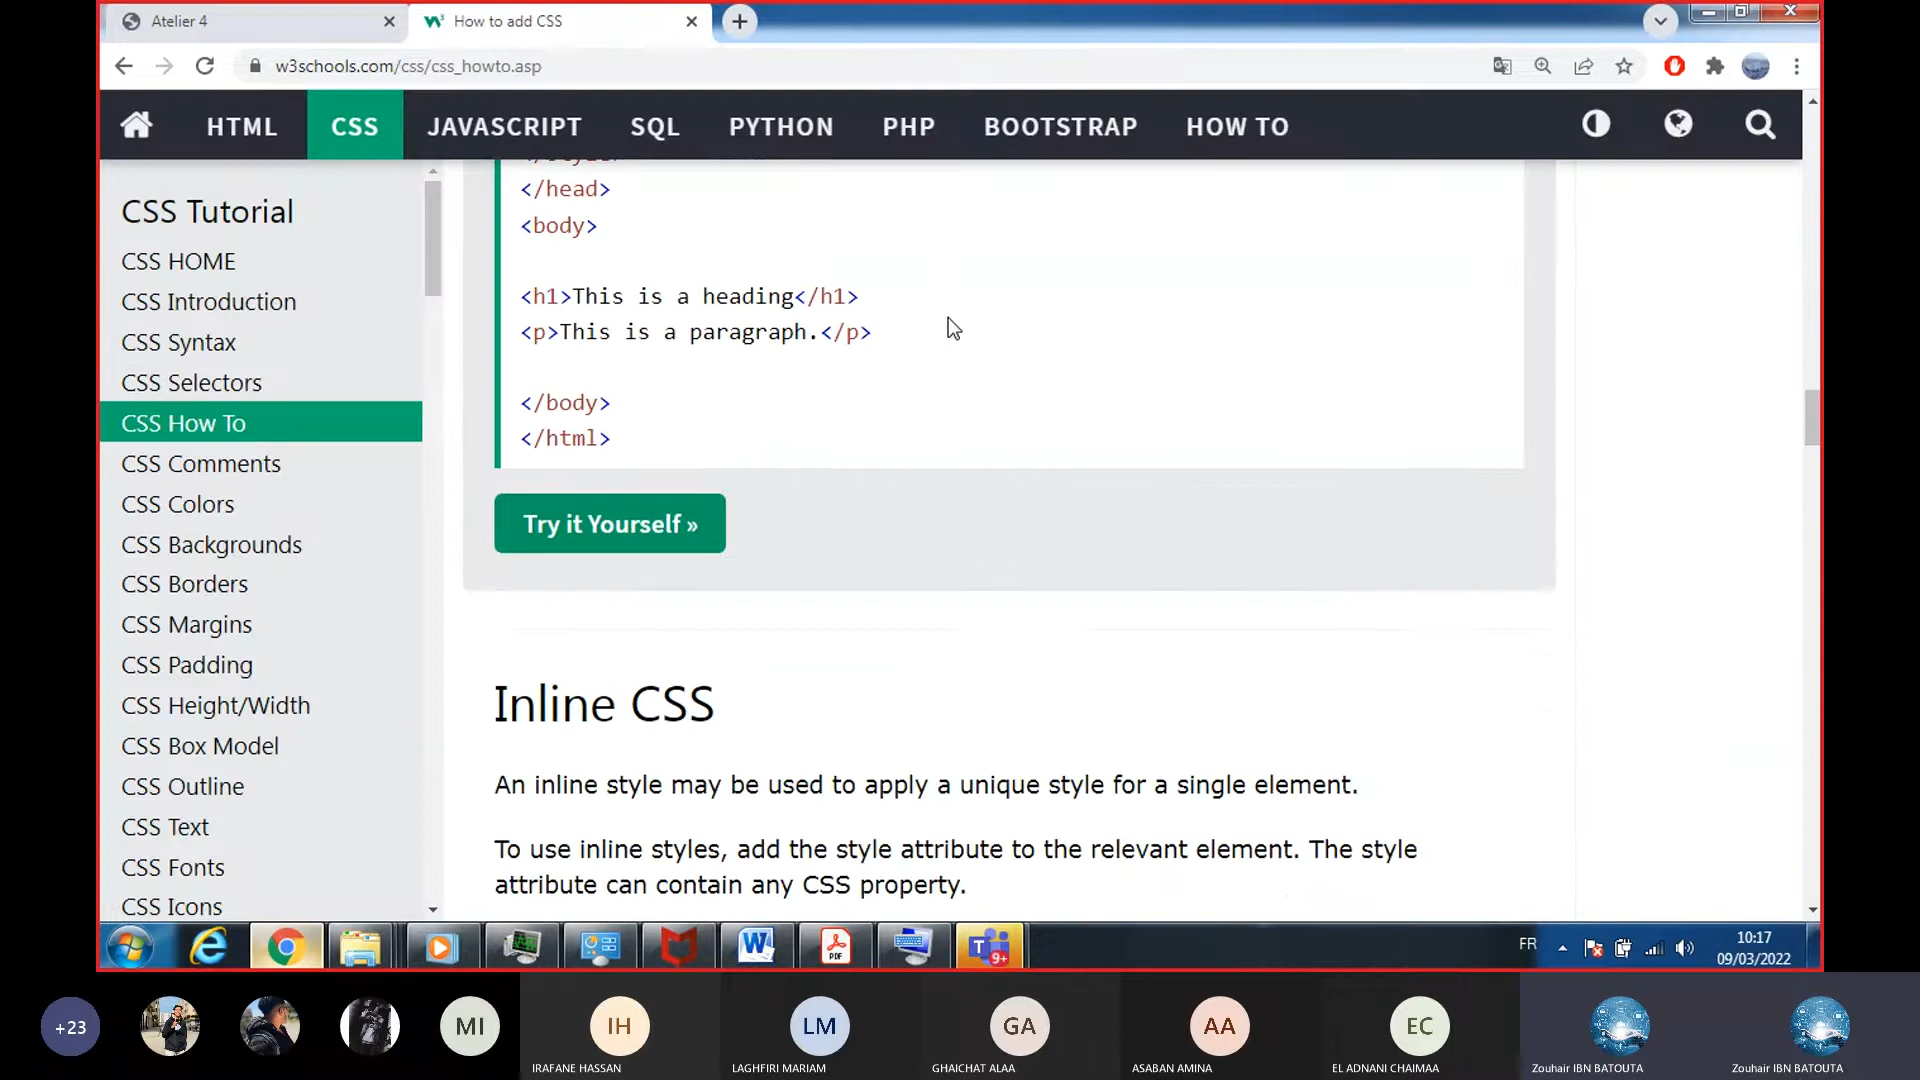 Atelier 4
How to add CSS
w3schools.com/css/css_howto.asp
HTML CSS JAVASCRIPT SQL PYTHON PHP BOOTSTRAP HOW TO
CSS Tutorial
CSS HOME
CSS Introduction
CSS Syntax
CSS Selectors
CSS How To
CSS Comments
CSS Colors
CSS Backgrounds
CSS Borders
CSS Margins
CSS Padding
CSS Height/Width
CSS Box Model
CSS Outline
CSS Text
CSS Fonts
CSS Icons
</style>
</head>
<body>
<h1>This is a heading</h1>
<p>This is a paragraph.</p>
</body>
</html>
Try it Yourself »
Inline CSS
An inline style may be used to apply a unique style for a single element.
To use inline styles, add the style attribute to the relevant element. The style
attribute can contain any CSS property.
W
PDF
T
9+
FR
10:17
09/03/2022
+23
MI
IH
LM
GA
AA
EC
IRAFANE HASSAN
LAGHFIRI MARIAM
GHAICHAT ALAA
ASABAN AMINA
EL ADNANI CHAIMAA
Zouhair IBN BATOUTA
Zouhair IBN BATOUTA